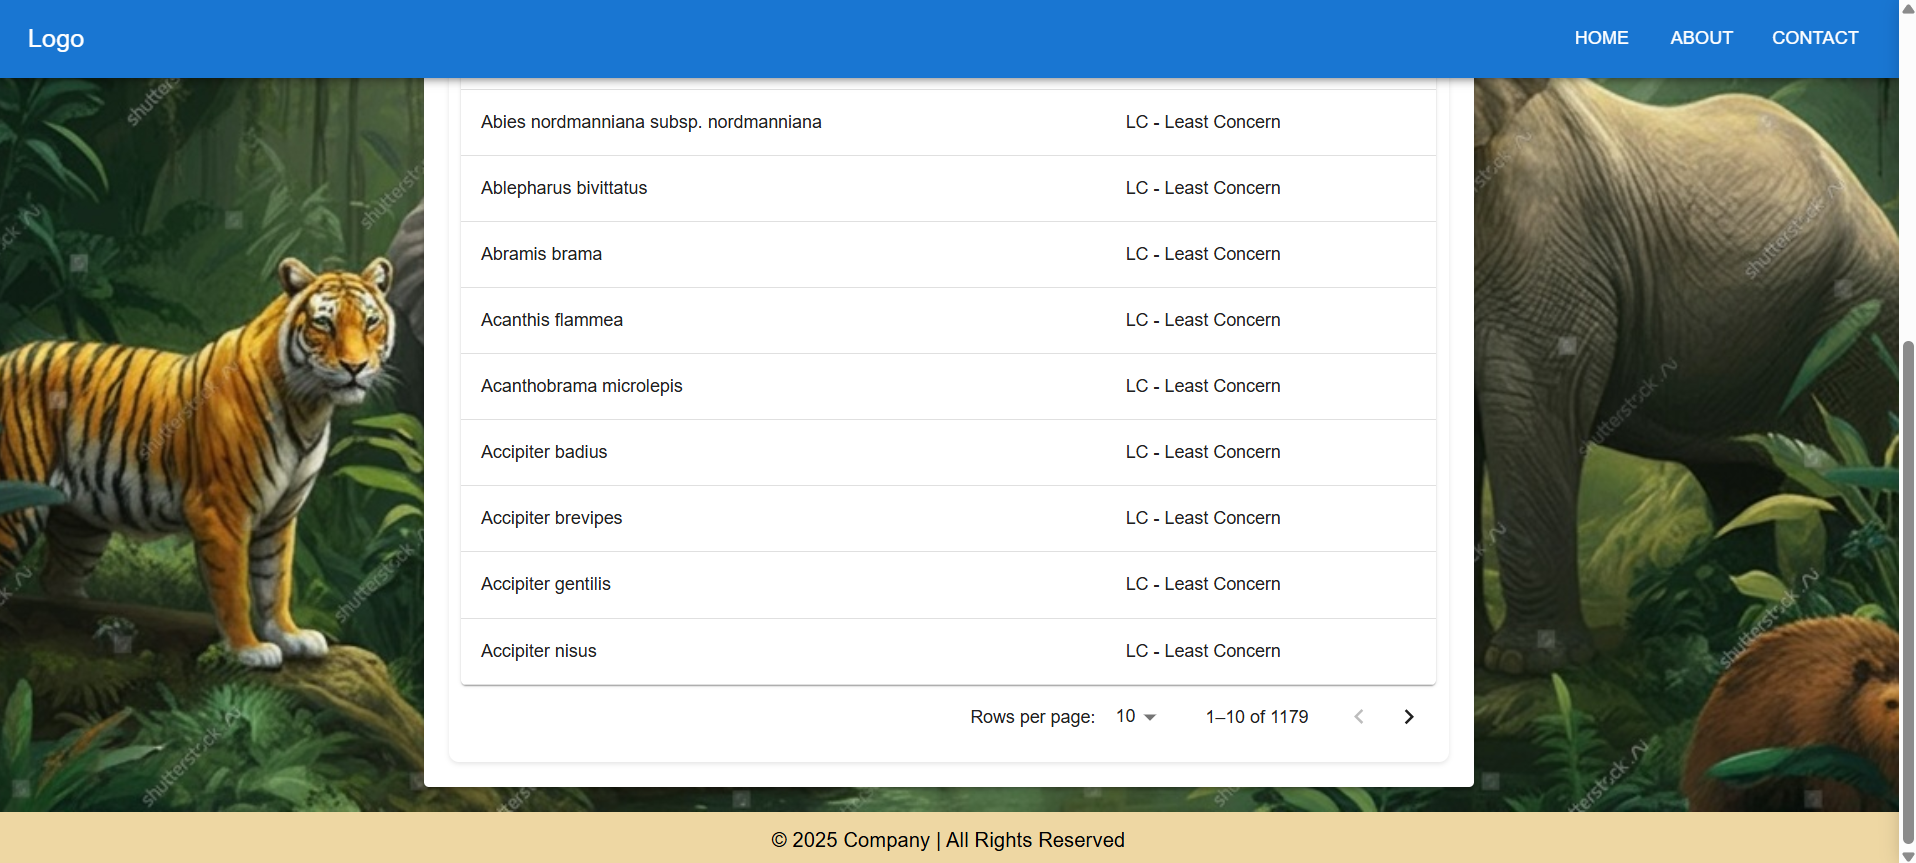 Logo
HOME ABOUT CONTACT
Abies nordmanniana subsp. nordmanniana LC - Least Concern
Ablepharus bivittatus LC - Least Concern
Abramis brama LC - Least Concern
Acanthis flammea LC - Least Concern
Acanthobrama microlepis LC - Least Concern
Accipiter badius LC - Least Concern
Accipiter brevipes LC - Least Concern
Accipiter gentilis LC - Least Concern
Accipiter nisus LC - Least Concern
Rows per page: 10 1–10 of 1179
© 2025 Company | All Rights Reserved
shutterstock AI